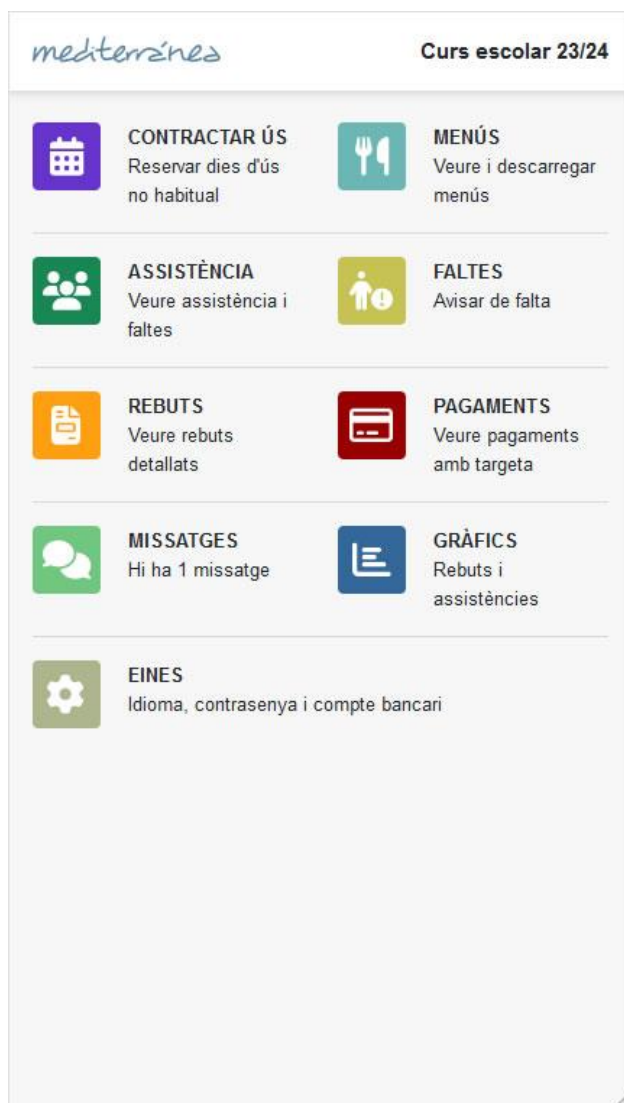 mediterránea
Curs escolar 23/24
CONTRACTAR ÚS
Reservar dies d'ús
no habitual
MENÚS
Veure i descarregar
menús
ASSISTÈNCIA
Veure assistència i
faltes
FALTES
Avisar de falta
REBUTS
Veure rebuts
detallats
PAGAMENTS
Veure pagaments
amb targeta
MISSATGES
Hi ha 1 missatge
GRÀFICS
Rebuts i
assistències
EINES
Idioma, contrasenya i compte bancari